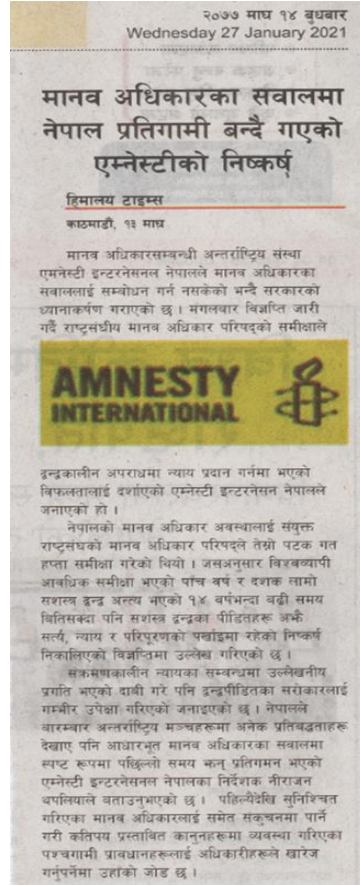 २०७७ माघ १४ बुधबार
Wednesday 27 January 2021
मानव अधिकारका सवालमा
नेपाल प्रतिगामी बन्दै गएको
एम्नेस्टीको निष्कर्ष
हिमालय टाइम्स
काठमाडौं, १३ माघ
मानव अधिकारसम्बन्धी अन्तर्राष्ट्रिय संस्था
एमनेस्टी इन्टरनेसनल नेपालले मानव अधिकारका
सवाललाई सम्बोधन गर्न नसकेको भन्दै सरकारको
ध्यानाकर्षण गराएको छ । मंगलबार विज्ञप्ति जारी
गर्दै राष्ट्रसंघीय मानव अधिकार परिषद्को समीक्षाले
AMNESTY
INTERNATIONAL
द्वन्द्वकालीन अपराधमा न्याय प्रदान गर्नमा भएको
विफलतालाई दर्शाएको एम्नेस्टी इन्टरनेसन नेपालले
जनाएको हो ।
नेपालको मानव अधिकार अवस्थालाई संयुक्त
राष्ट्रसंघको मानव अधिकार परिषद्ले तेस्रो पटक गत
हप्ता समीक्षा गरेको थियो । जसअनुसार विश्वव्यापी
आवधिक समीक्षा भएको पाँच वर्ष र दशक लामो
सशस्त्र द्वन्द्व अन्त्य भएको १४ वर्षभन्दा बढी समय
बितिसक्दा पनि सशस्त्र द्वन्द्वका पीडितहरू अझै
सत्य, न्याय र परिपूरणको पर्खाइमा रहेको निष्कर्ष
निकालिएको विज्ञप्तिमा उल्लेख गरिएको छ ।
संक्रमणकालीन न्यायका सम्बन्धमा उल्लेखनीय
प्रगति भएको दाबी गरे पनि द्वन्द्वपीडितका सरोकारलाई
गम्भीर उपेक्षा गरिएको जनाइएको छ । नेपालले
बारम्बार अन्तर्राष्ट्रिय मञ्चहरूमा अनेक प्रतिबद्धताहरू
देखाए पनि आधारभूत मानव अधिकारका सवालमा
स्पष्ट रूपमा पछिल्लो समय झन् प्रतिगमन भएको
एम्नेस्टी इन्टरनेसनल नेपालका निर्देशक नीराजन
थपलियाले बताउनुभएको छ । पहिल्यैदेखि सुनिश्चित
गरिएका मानव अधिकारलाई समेत संकुचनमा पार्ने
गरी कतिपय प्रस्तावित कानुनहरूमा व्यवस्था गरिएका
पश्चगामी प्रावधानहरूलाई अधिकारीहरूले खारेज
गर्नुपर्नेमा उहाँको जोड छ ।